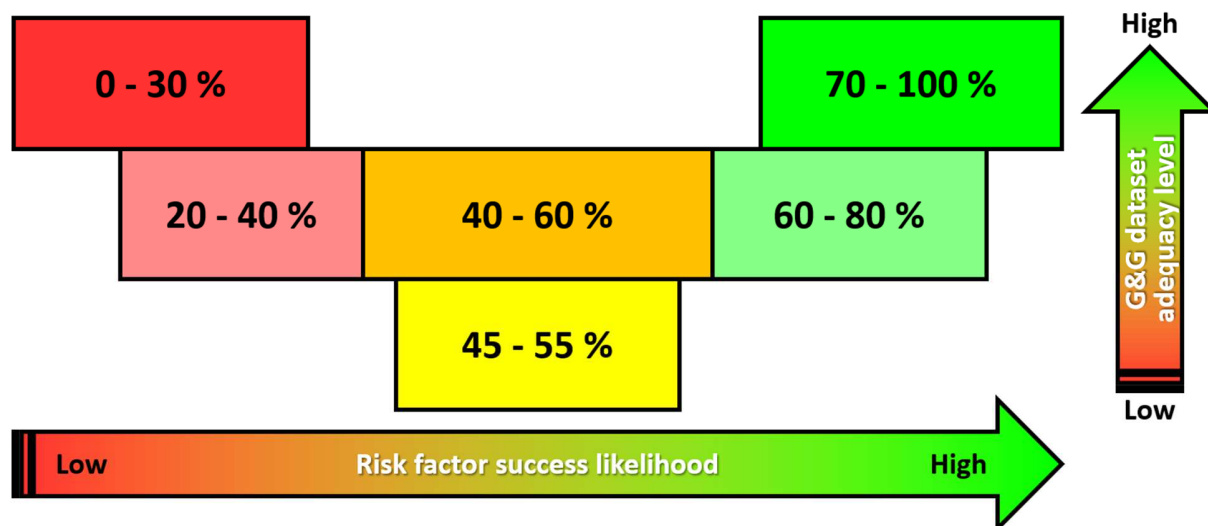 0 - 30 %
70 - 100 %
20 - 40 %
40 - 60 %
60 - 80 %
45 - 55 %
High
G&G dataset
adequacy level
Low
Low
Risk factor success likelihood
High